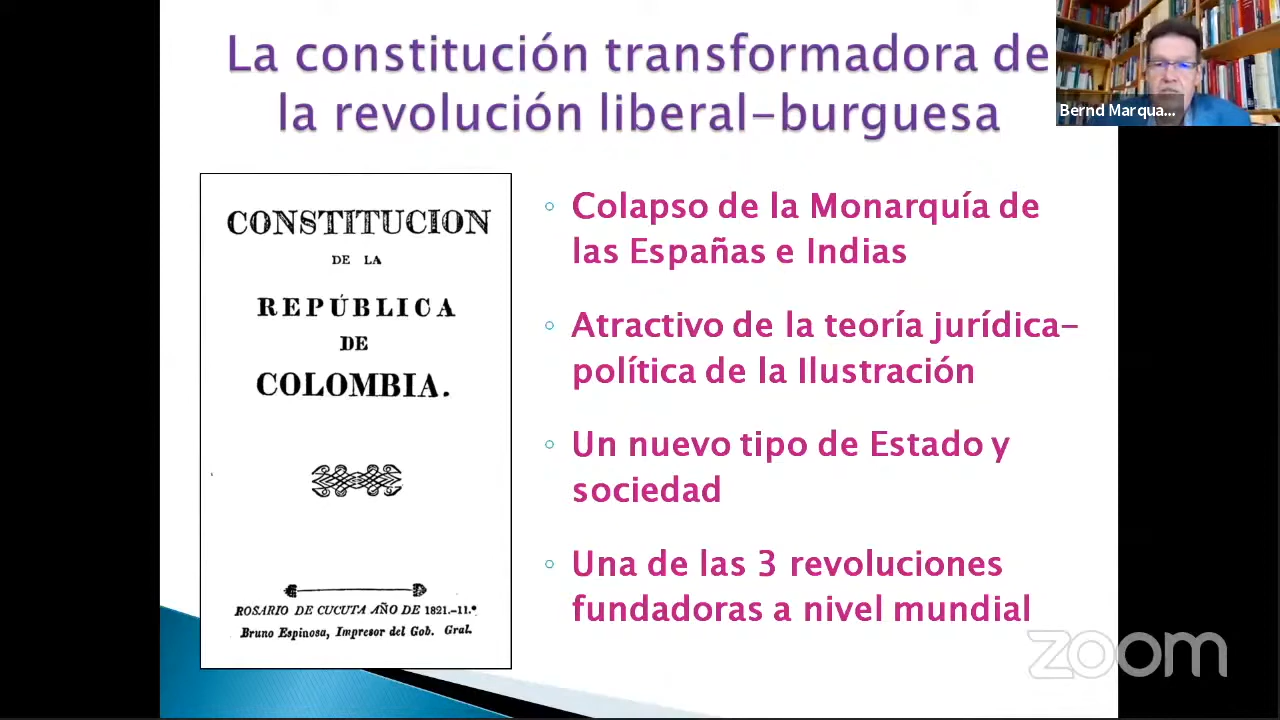 La constitución transformadora de
la revolución liberal-burguesa
Bernd Marqua...
CONSTITUCION
DE LA
REPÚBLICA
DE
COLOMBIA.
ROSARIO DE CUCUTA AÑO DE 1821.-11.º
Bruno Espinosa, Impresor del Gob. Gral.
Colapso de la Monarquía de
las Españas e Indias
Atractivo de la teoría jurídica-
política de la Ilustración
Un nuevo tipo de Estado y
sociedad
Una de las 3 revoluciones
fundadoras a nivel mundial
zoom